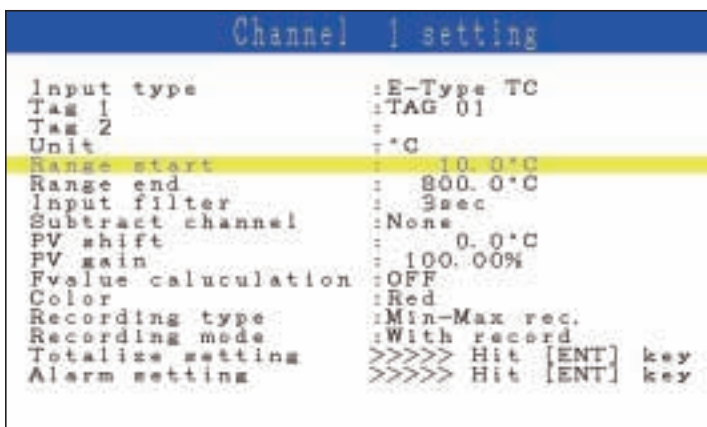 Channel 1 setting
Input type :E-Type TC
Tag 1 :TAG 01
Tag 2 :
Unit :°C
Range start : 10.0°C
Range end : 800.0°C
Input filter : 3sec
Subtract channel :None
PV shift : 0.0°C
PV gain : 100.00%
Fvalue caluculation :OFF
Color :Red
Recording type :Min-Max rec.
Recording mode :With record
Totalize setting >>>>> Hit [ENT] key
Alarm setting >>>>> Hit [ENT] key